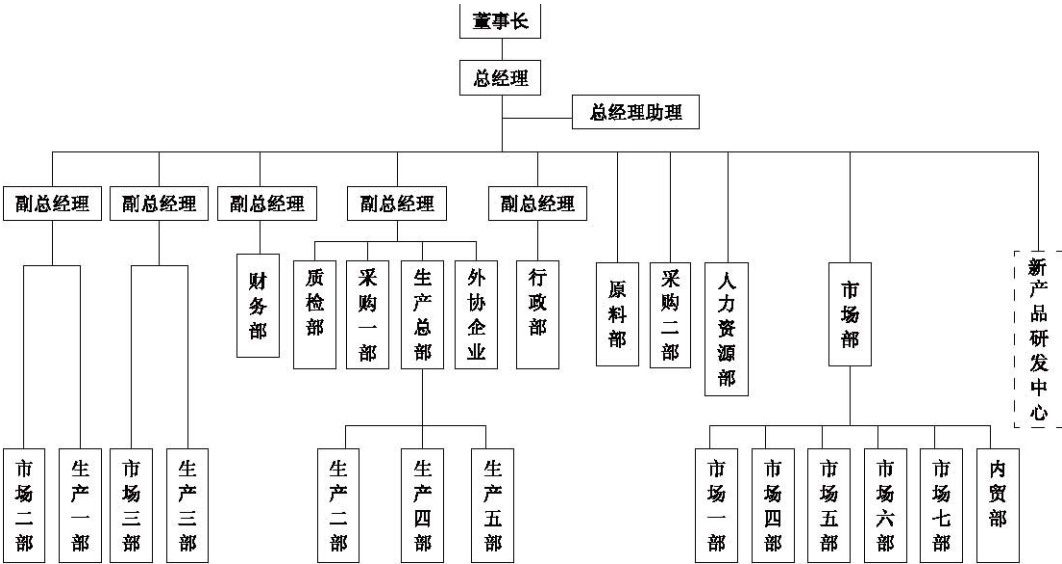 董事长
总经理
总经理助理
副总经理
副总经理
副总经理
副总经理
副总经理
财务部
质检部
采购一部
生产总部
外协企业
行政部
原料部
采购二部
人力资源部
市场部
新产品研发中心
市场二部
生产一部
市场三部
生产三部
生产二部
生产四部
生产五部
市场一部
市场四部
市场五部
市场六部
市场七部
内贸部